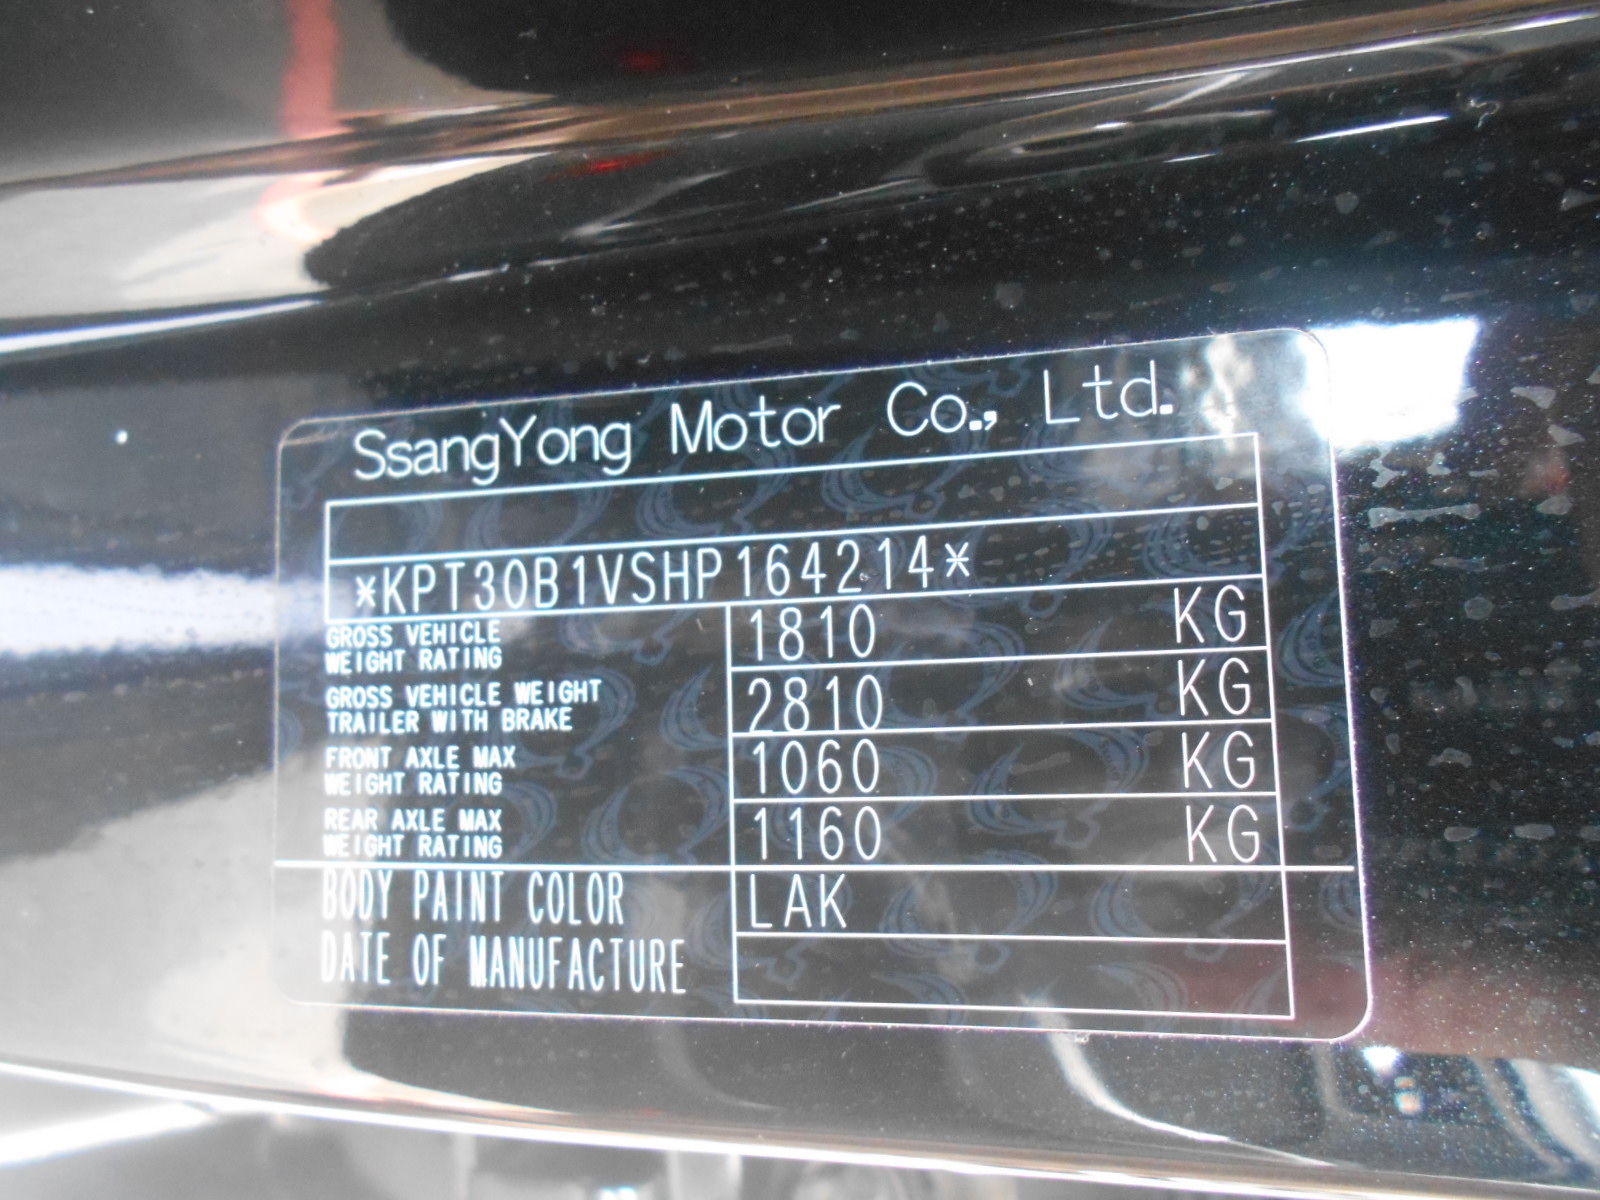 SsangYong Motor Co., Ltd.
*KPT30B1VSHP164214*
GROSS VEHICLE
WEIGHT RATING
1810 KG
GROSS VEHICLE WEIGHT
TRAILER WITH BRAKE
2810 KG
FRONT AXLE MAX
WEIGHT RATING
1060 KG
REAR AXLE MAX
WEIGHT RATING
1160 KG
BODY PAINT COLOR LAK
DATE OF MANUFACTURE